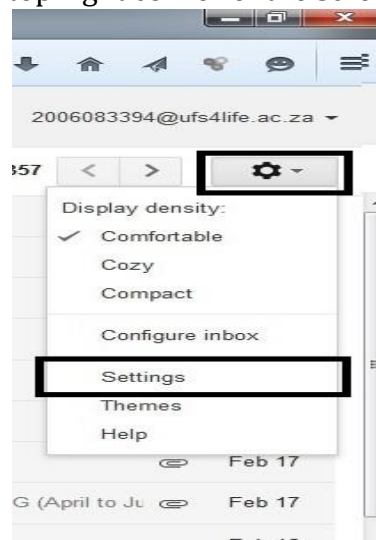 2006083394@ufs4life.ac.za
357
Display density:
Comfortable
Cozy
Compact
Configure inbox
Settings
Themes
Help
Feb 17
G (April to Ju
Feb 17